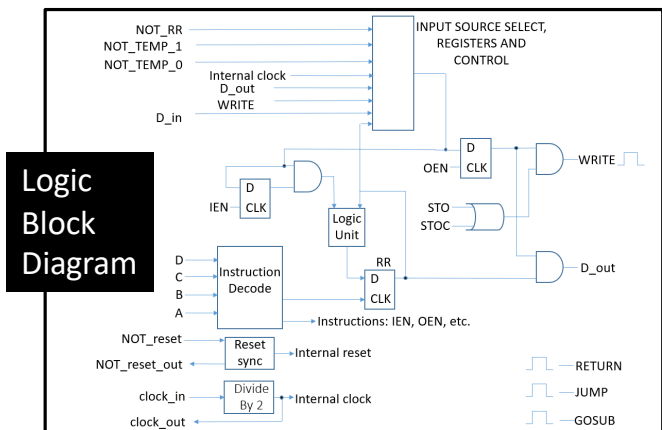 Logic
Block
Diagram
NOT_RR
NOT_TEMP_1
NOT_TEMP_0
Internal clock
D_out
WRITE
D_in
INPUT SOURCE SELECT,
REGISTERS AND
CONTROL
D
CLK
OEN
WRITE
D
CLK
IEN
Logic
Unit
STO
STOC
RR
D
CLK
D_out
D
C
B
A
Instruction
Decode
Instructions: IEN, OEN, etc.
NOT_reset
NOT_reset_out
Reset
sync
Internal reset
clock_in
clock_out
Divide
By 2
Internal clock
RETURN
JUMP
GOSUB